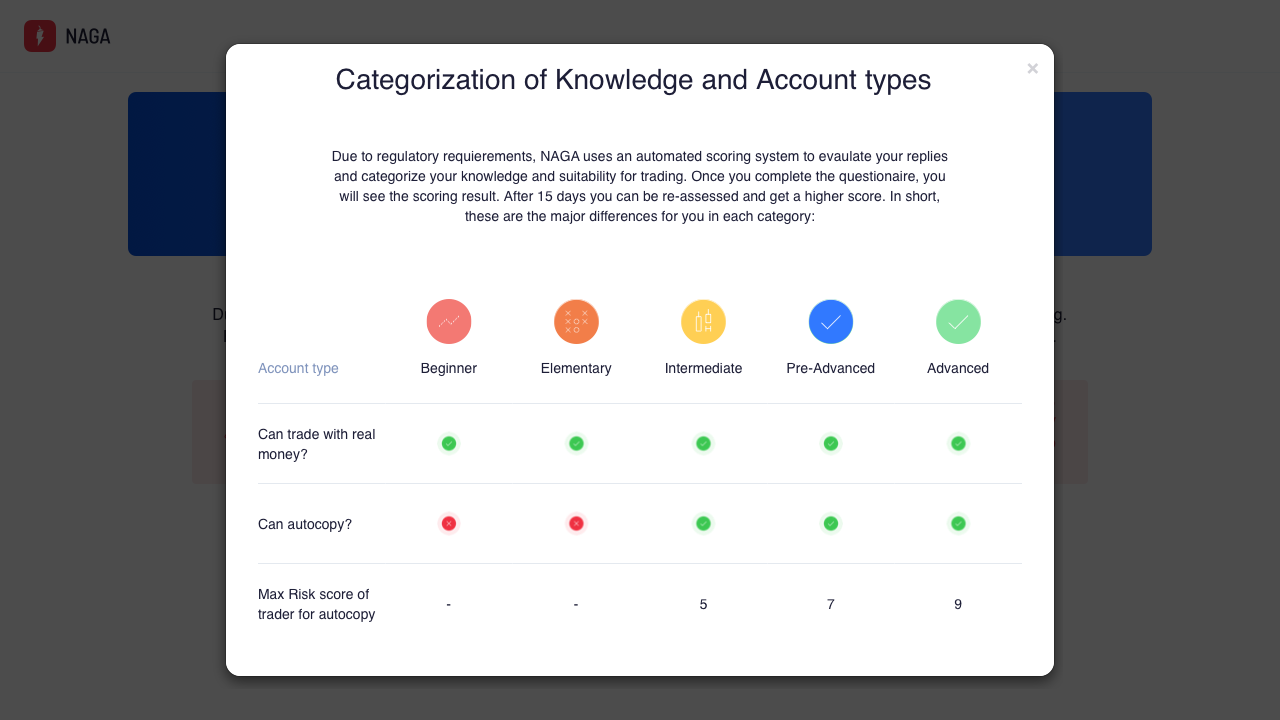 NAGA
Categorization of Knowledge and Account types
×
Due to regulatory requierements, NAGA uses an automated scoring system to evaulate your replies
and categorize your knowledge and suitability for trading. Once you complete the questionaire, you
will see the scoring result. After 15 days you can be re-assessed and get a higher score. In short,
these are the major differences for you in each category:
Account type Beginner Elementary Intermediate Pre-Advanced Advanced
Can trade with real
money?
Can autocopy?
Max Risk score of
trader for autocopy
- - 5 7 9